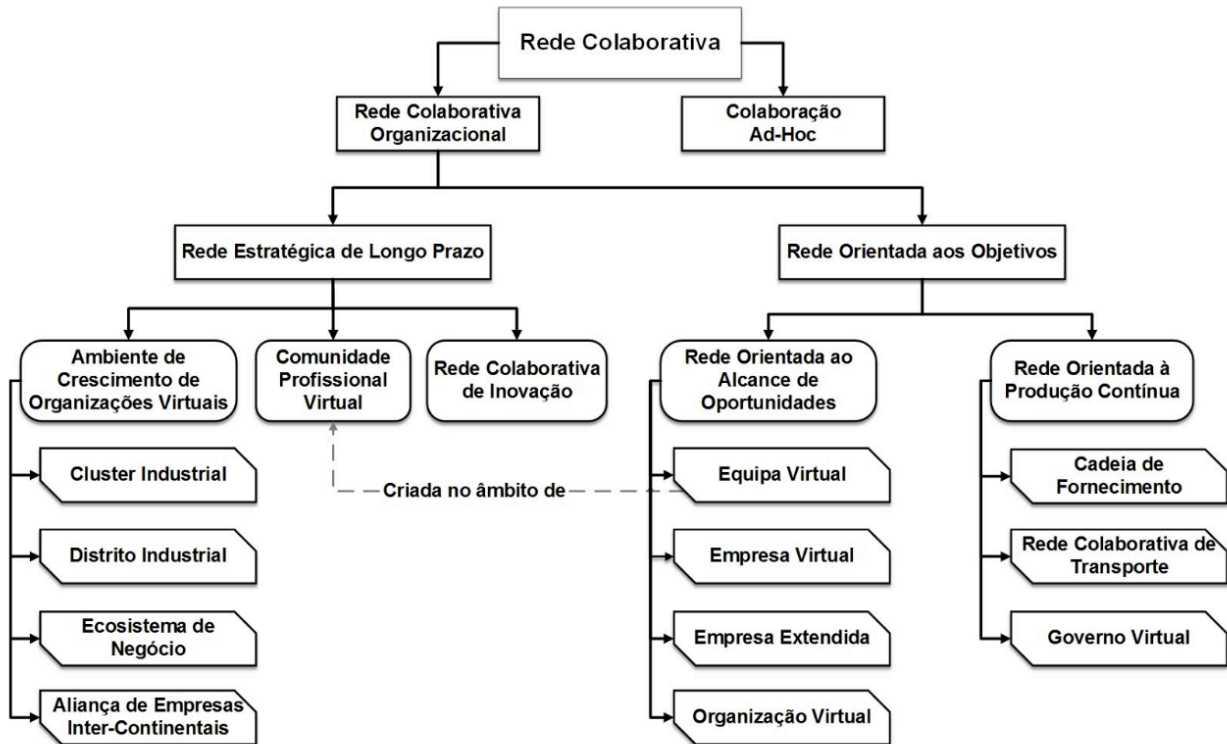 Rede Colaborativa
Rede Colaborativa
Organizacional
Colaboração
Ad-Hoc
Rede Estratégica de Longo Prazo
Rede Orientada aos Objetivos
Ambiente de
Crescimento de
Organizações Virtuais
Comunidade
Profissional
Virtual
Rede Colaborativa
de Inovação
Rede Orientada ao
Alcance de
Oportunidades
Rede Orientada à
Produção Contínua
Cluster Industrial
Distrito Industrial
Ecosistema de
Negócio
Aliança de Empresas
Inter-Continentais
Criada no âmbito de
Equipa Virtual
Empresa Virtual
Empresa Extendida
Organização Virtual
Cadeia de
Fornecimento
Rede Colaborativa de
Transporte
Governo Virtual